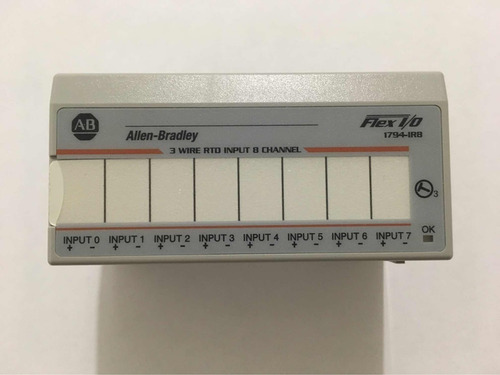 AB
Allen-Bradley
Flex I/O
1794-IR8
3 WIRE RTD INPUT 8 CHANNEL
3
INPUT 0 INPUT 1 INPUT 2 INPUT 3 INPUT 4 INPUT 5 INPUT 6 INPUT 7
+ - + - + - + - + - + - + - + -
OK